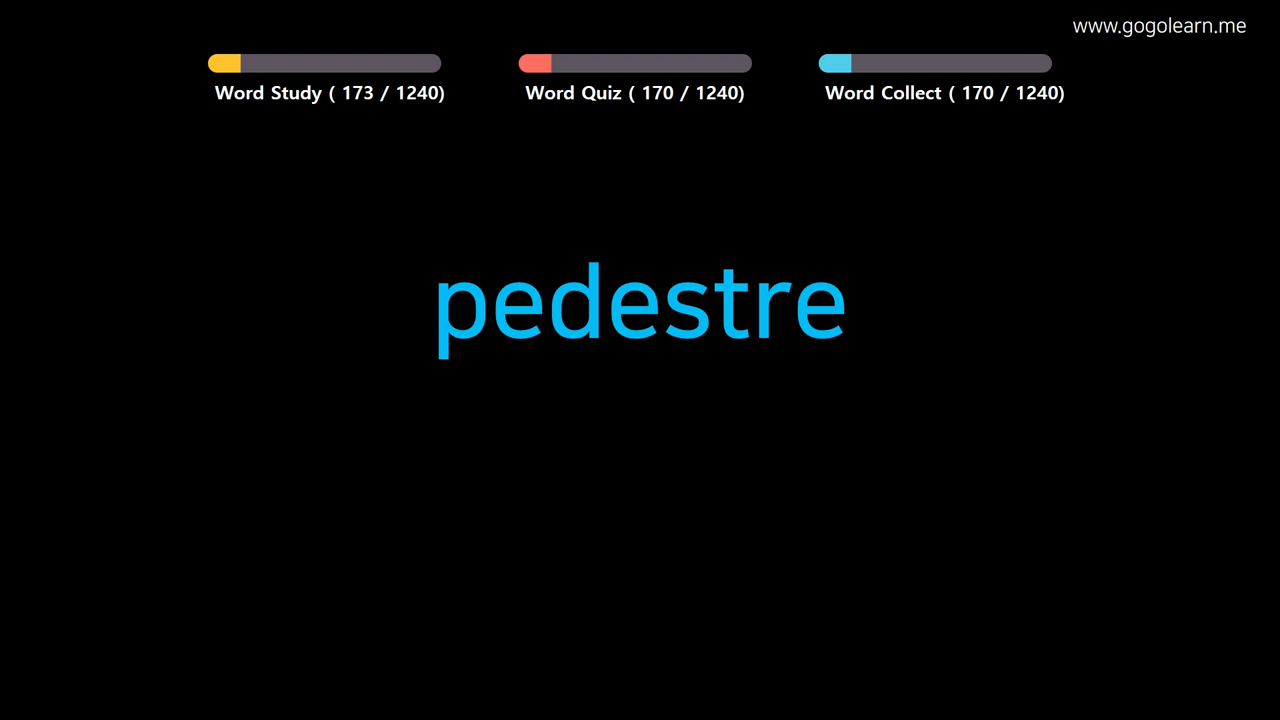 www.gogolearn.me
Word Study ( 173 / 1240)
Word Quiz ( 170 / 1240)
Word Collect ( 170 / 1240)
pedestre